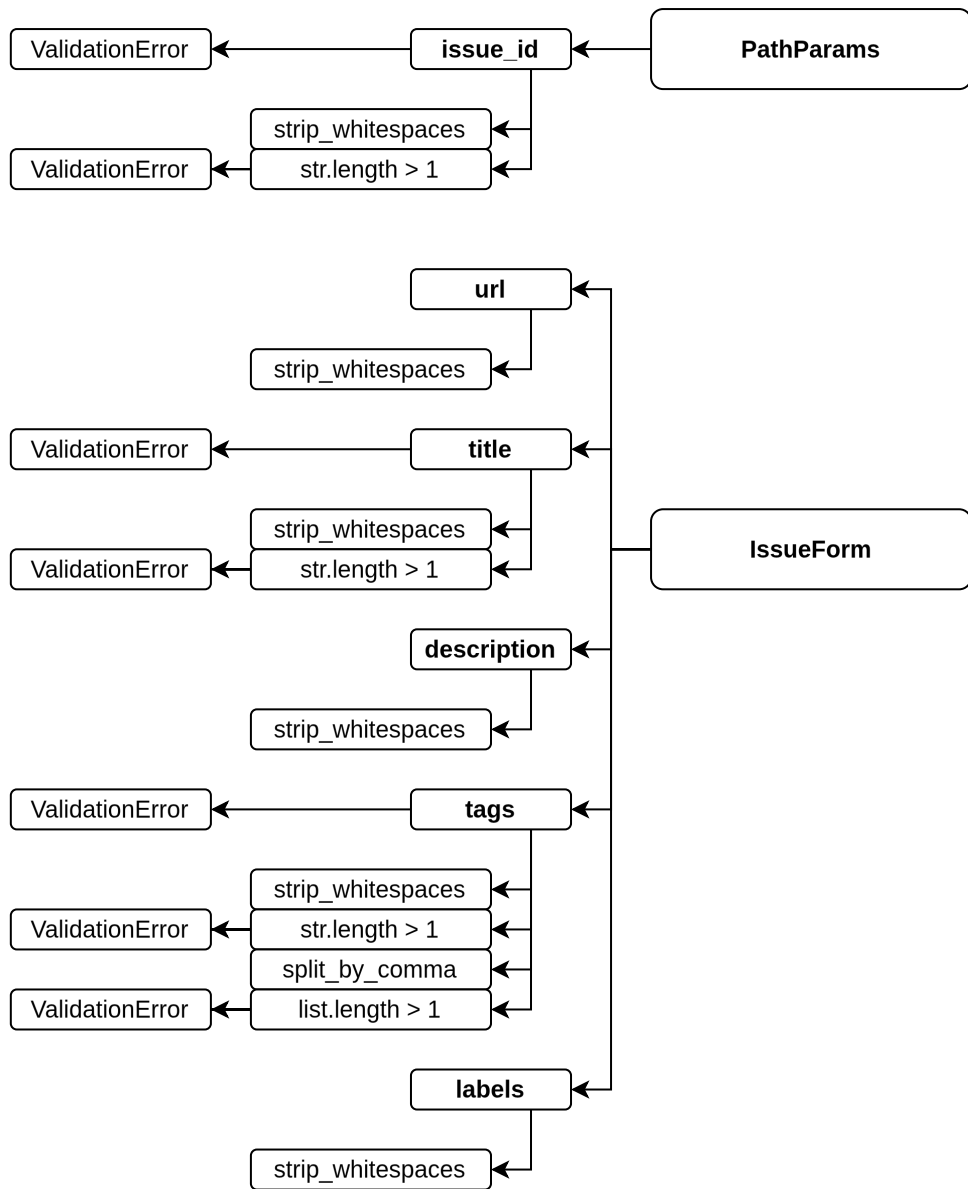 ValidationError
issue_id
PathParams
strip_whitespaces
ValidationError
str.length > 1
url
strip_whitespaces
ValidationError
title
strip_whitespaces
IssueForm
ValidationError
str.length > 1
description
strip_whitespaces
ValidationError
tags
strip_whitespaces
ValidationError
str.length > 1
split_by_comma
ValidationError
list.length > 1
labels
strip_whitespaces